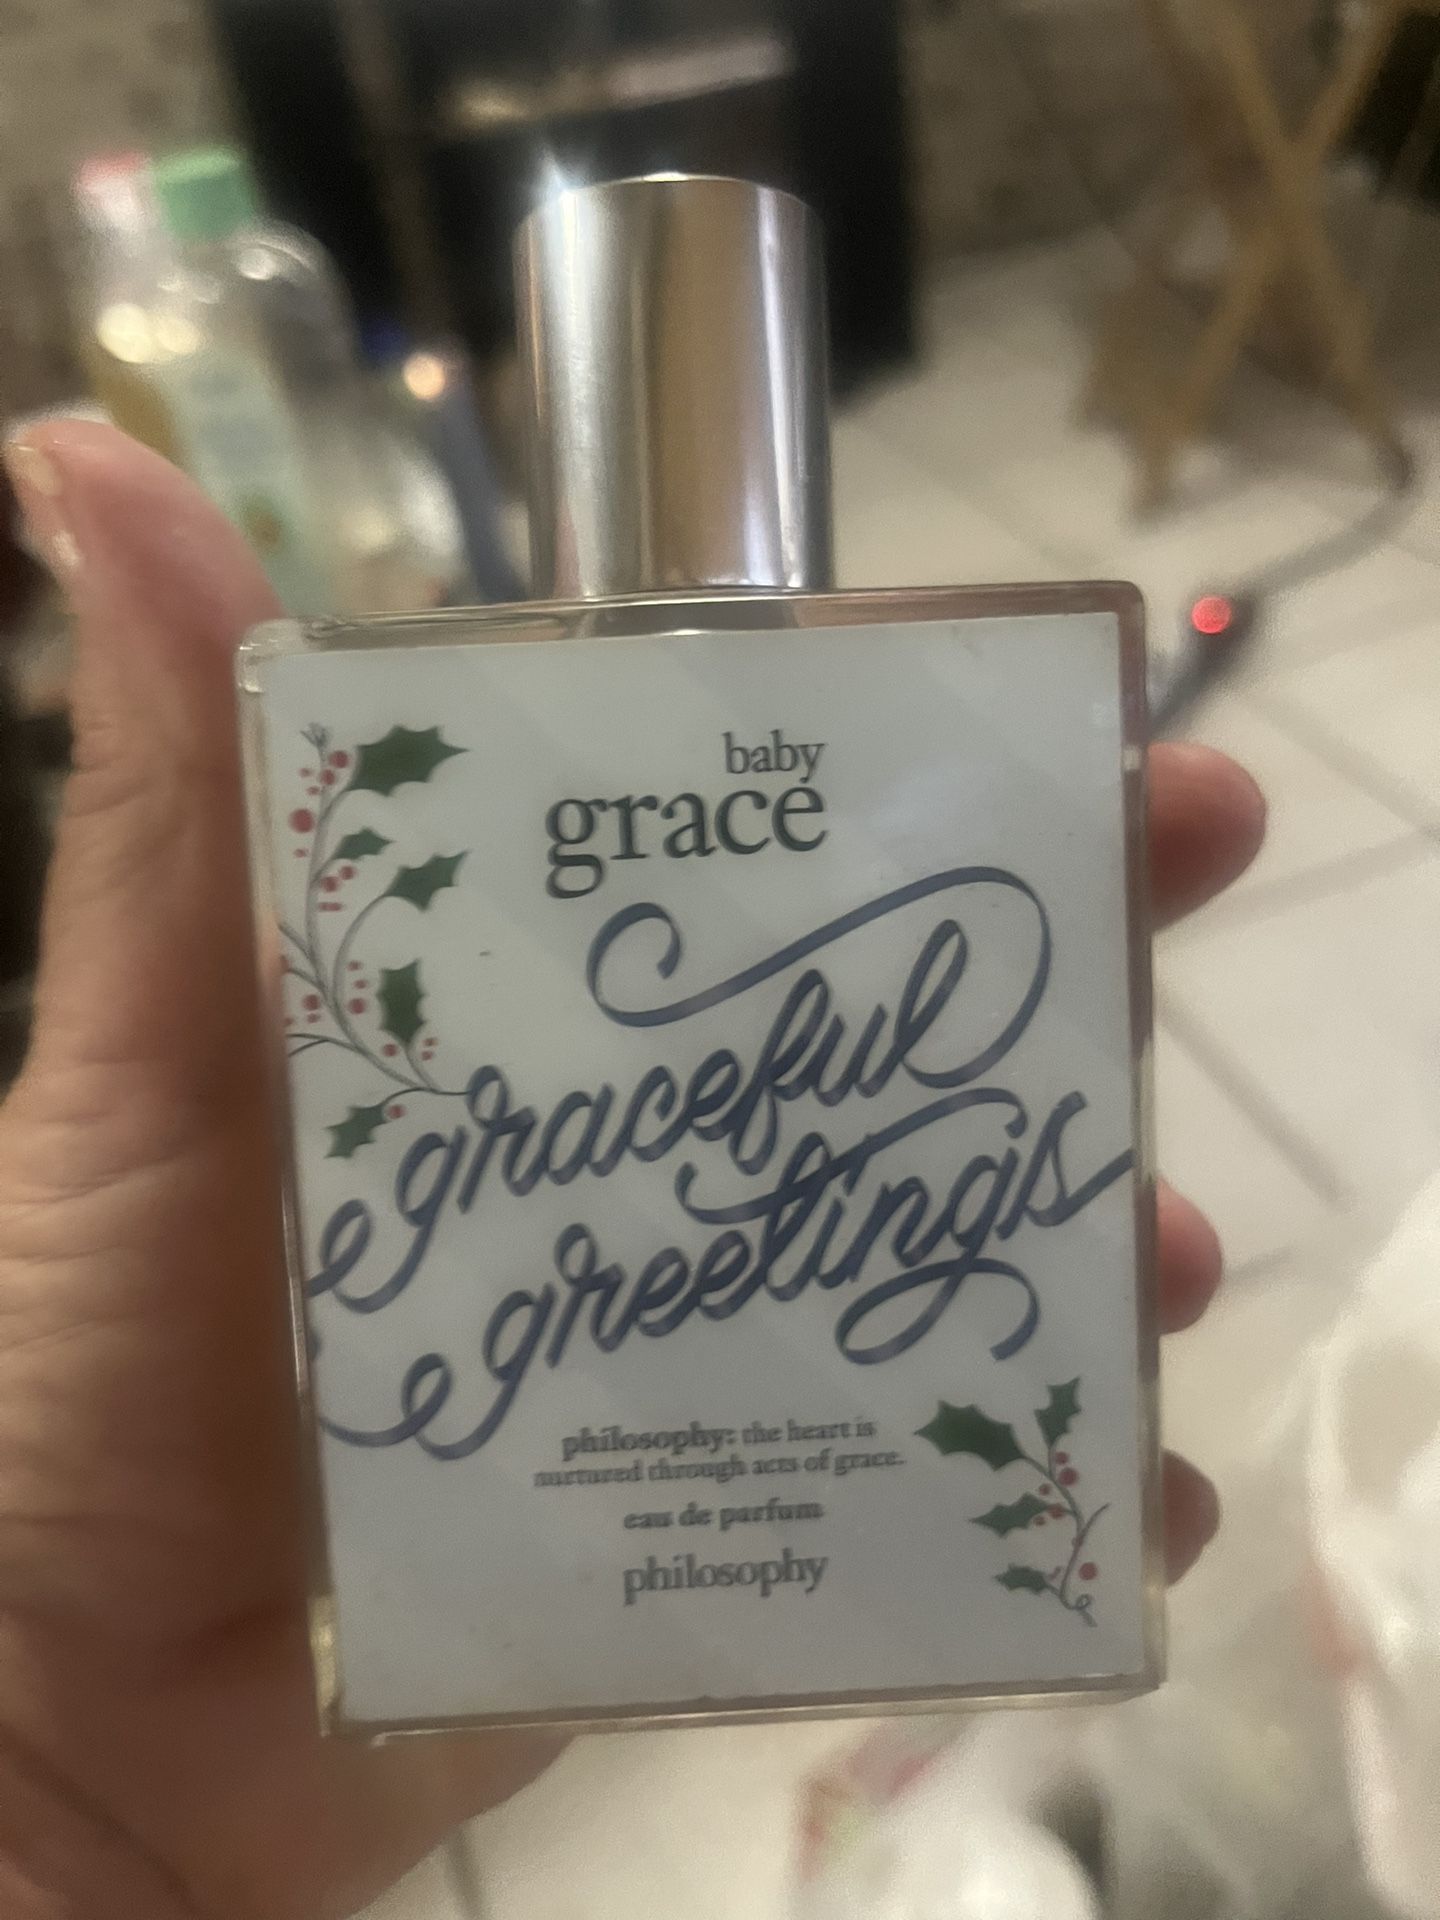 baby
grace
graceful
greetings
philosophy: the heart is
nurtured through acts of grace.
eau de parfum
philosophy